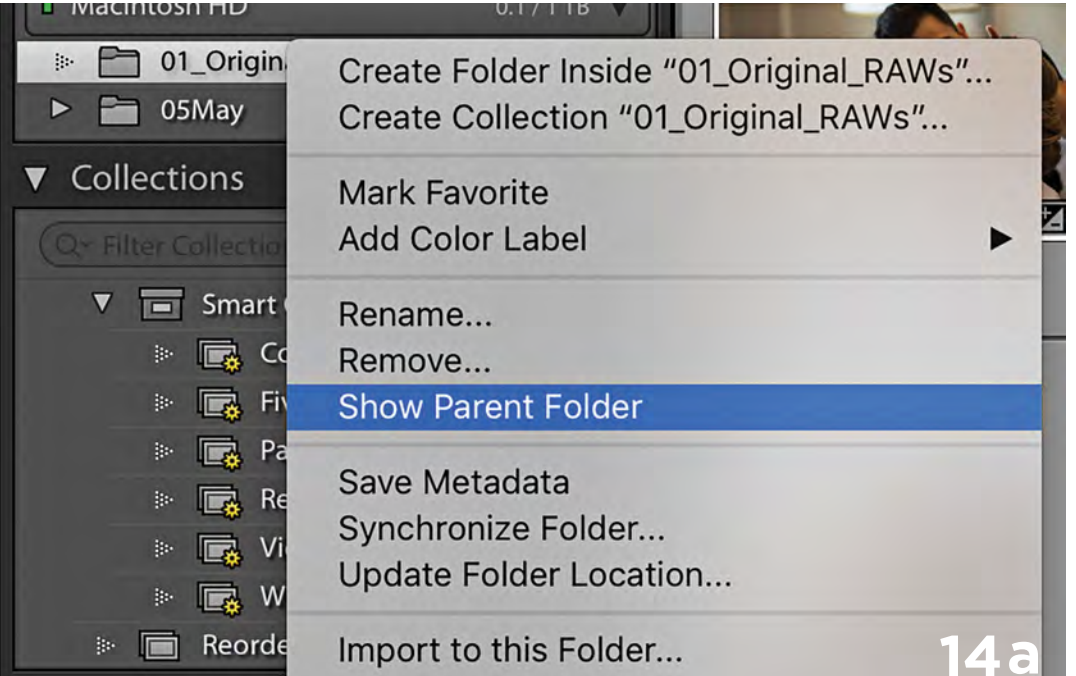 Macintosh HD 0.1 / 1 TB
01_Origin
Create Folder Inside “01_Original_RAWs”...
Create Collection “01_Original_RAWs”...
05May
Collections
Mark Favorite
Add Color Label
Filter Collectio
Smart
Rename...
Remove...
Show Parent Folder
Save Metadata
Synchronize Folder...
Update Folder Location...
Reorde
Import to this Folder...
14a